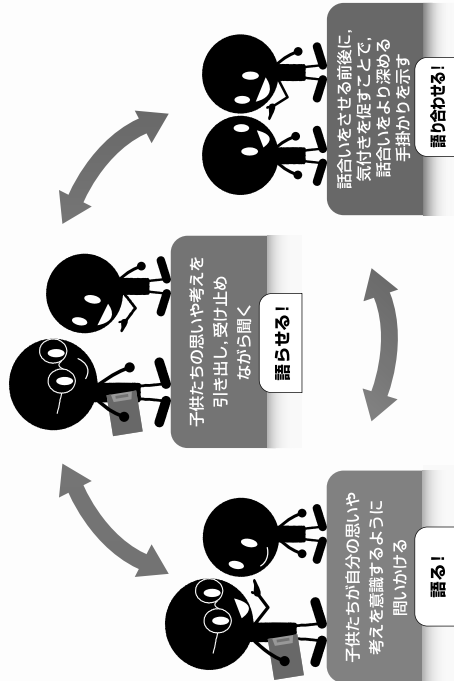 子供たちの思いや考えを
引き出し，受け止め
ながら聞く
語らせる！
子供たちが自分の思いや
考えを意識するように
問いかける
語る！
話合いをさせる前後に，
気付きを促すことで，
話合いをより深める
手掛かりを示す
語り合わせる！